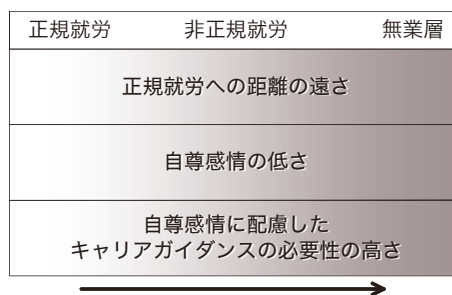 正規就労　非正規就労　無業層
正規就労への距離の遠さ
自尊感情の低さ
自尊感情に配慮した
キャリアガイダンスの必要性の高さ